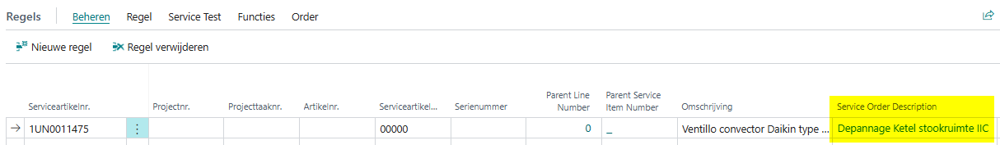 Regels Beheren Regel Service Test Functies Order
Nieuwe regel Regel verwijderen
Serviceartikelnr. Projectnr. Projecttaaknr. Artikelnr. Serviceartikel... Serienummer Parent Line Number Parent Service Item Number Omschrijving Service Order Description
1UN0011475 00000 0 _ Ventillo convector Daikin type ... Depannage Ketel stookruimte IIC